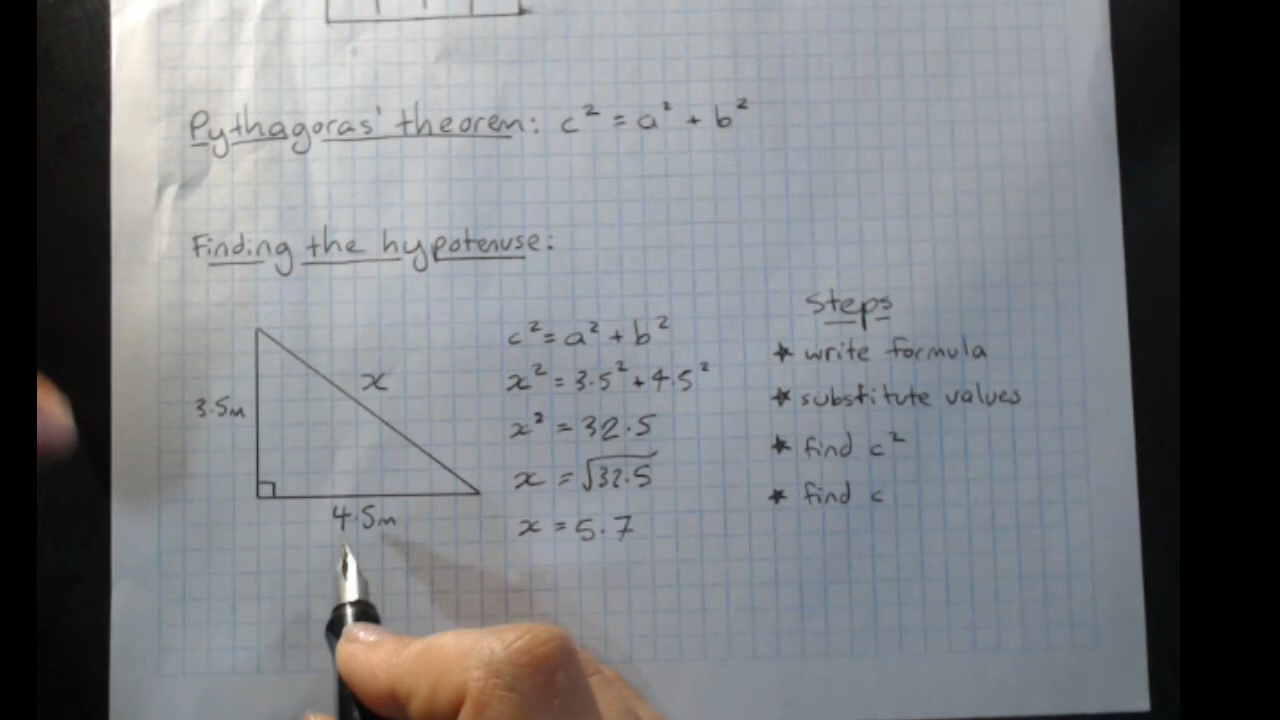 Pythagoras' theorem: c² = a² + b²
Finding the hypotenuse:
3.5m
x
4.5m
c² = a² + b²
x² = 3.5² + 4.5²
x² = 32.5
x = √32.5
x = 5.7
Steps
* write formula
* substitute values
* find c²
* find c